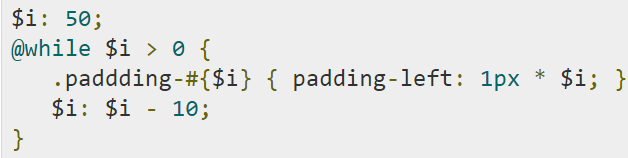 $i: 50;
@while $i > 0 {
.paddding-#{$i} { padding-left: 1px * $i; }
$i: $i - 10;
}